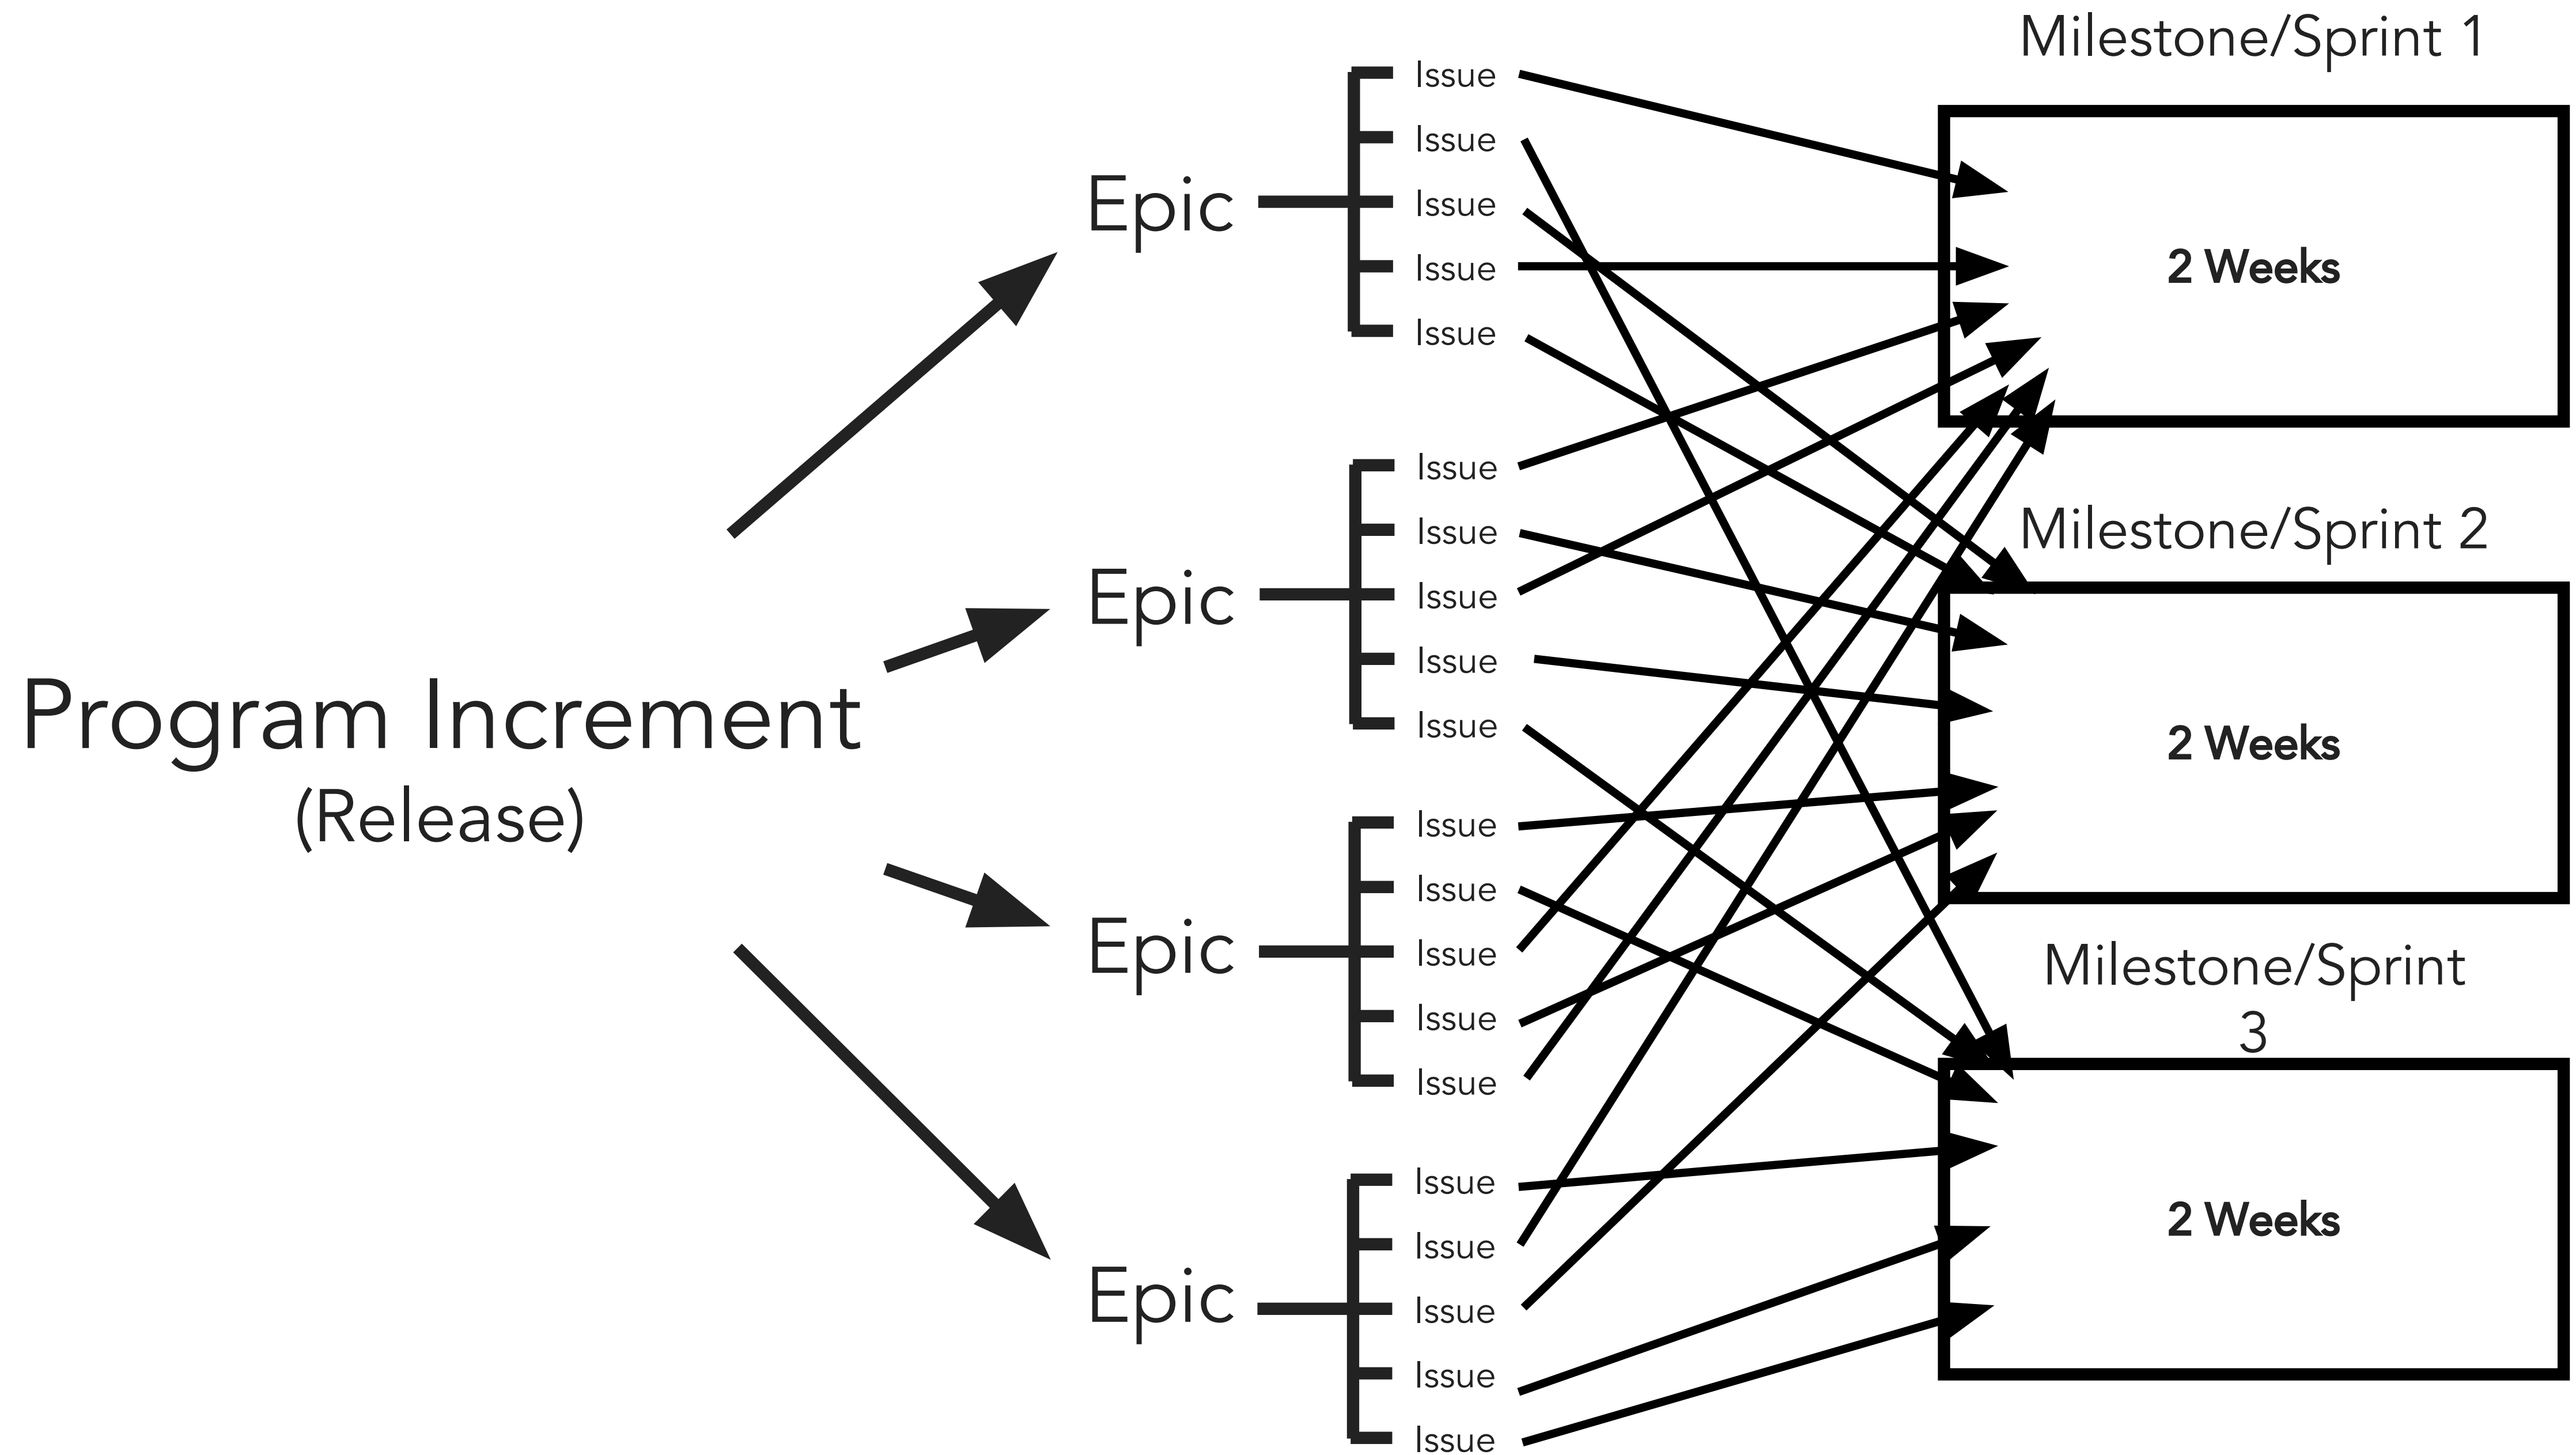 Program Increment
(Release)
Epic
Issue
Issue
Issue
Issue
Issue
Epic
Issue
Issue
Issue
Issue
Issue
Epic
Issue
Issue
Issue
Issue
Issue
Epic
Issue
Issue
Issue
Issue
Issue
Milestone/Sprint 1
2 Weeks
Milestone/Sprint 2
2 Weeks
Milestone/Sprint
3
2 Weeks